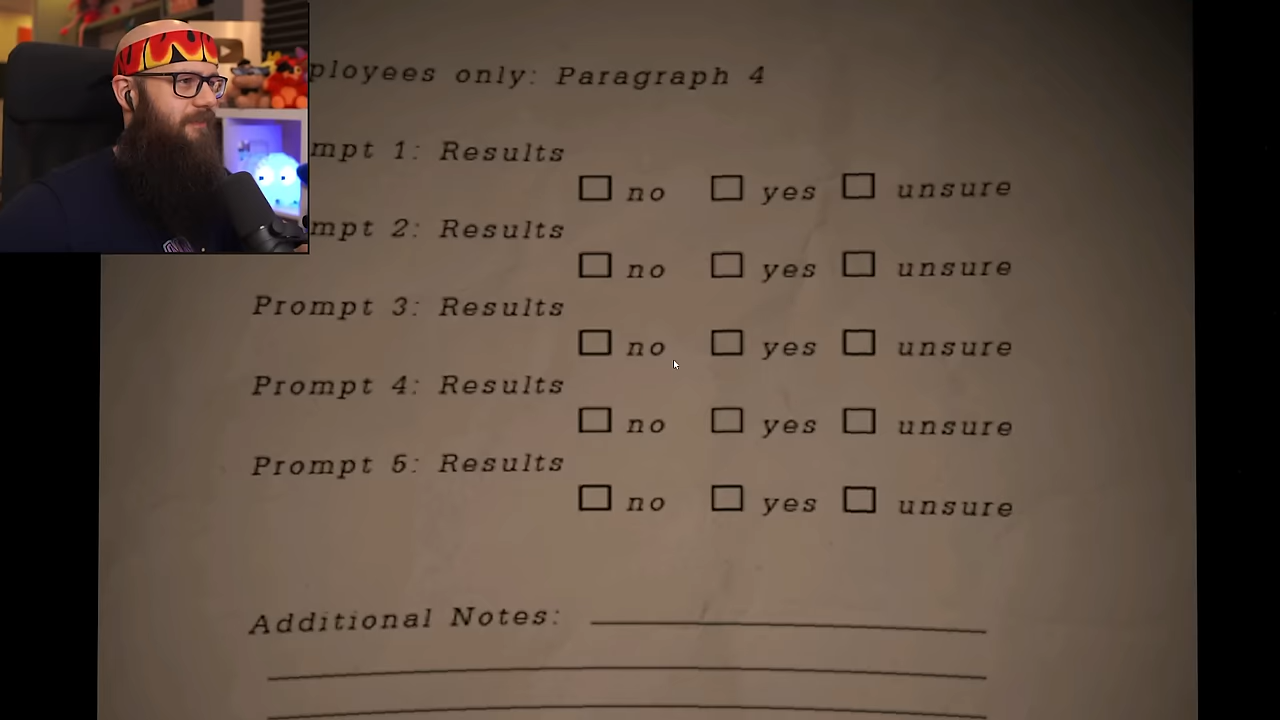 ployees only: Paragraph 4
mpt 1: Results
no yes unsure
mpt 2: Results
no yes unsure
Prompt 3: Results
no yes unsure
Prompt 4: Results
no yes unsure
Prompt 5: Results
no yes unsure
Additional Notes: